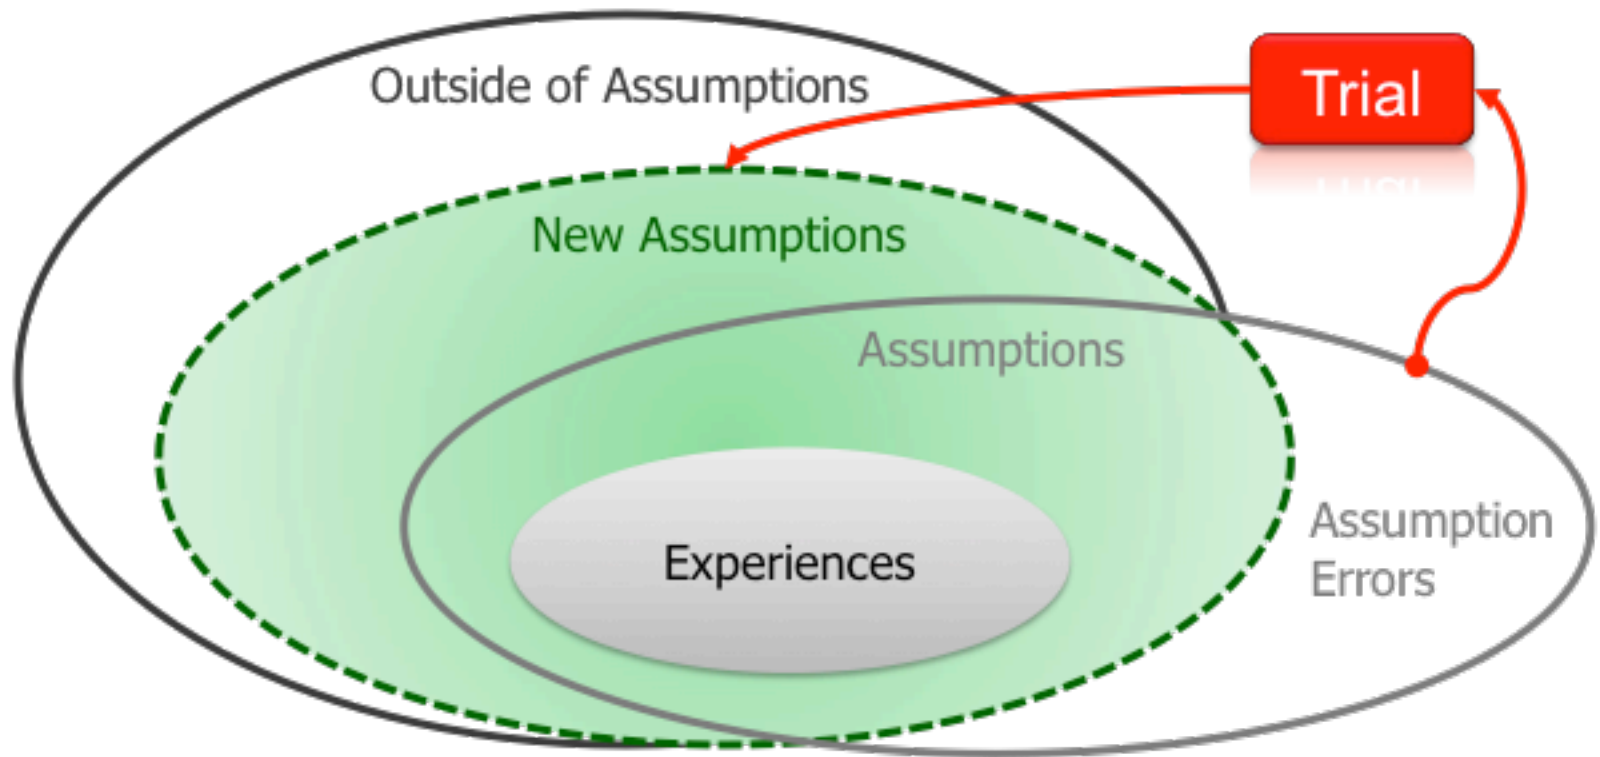 Outside of Assumptions
Trial
New Assumptions
Assumptions
Assumption
Errors
Experiences